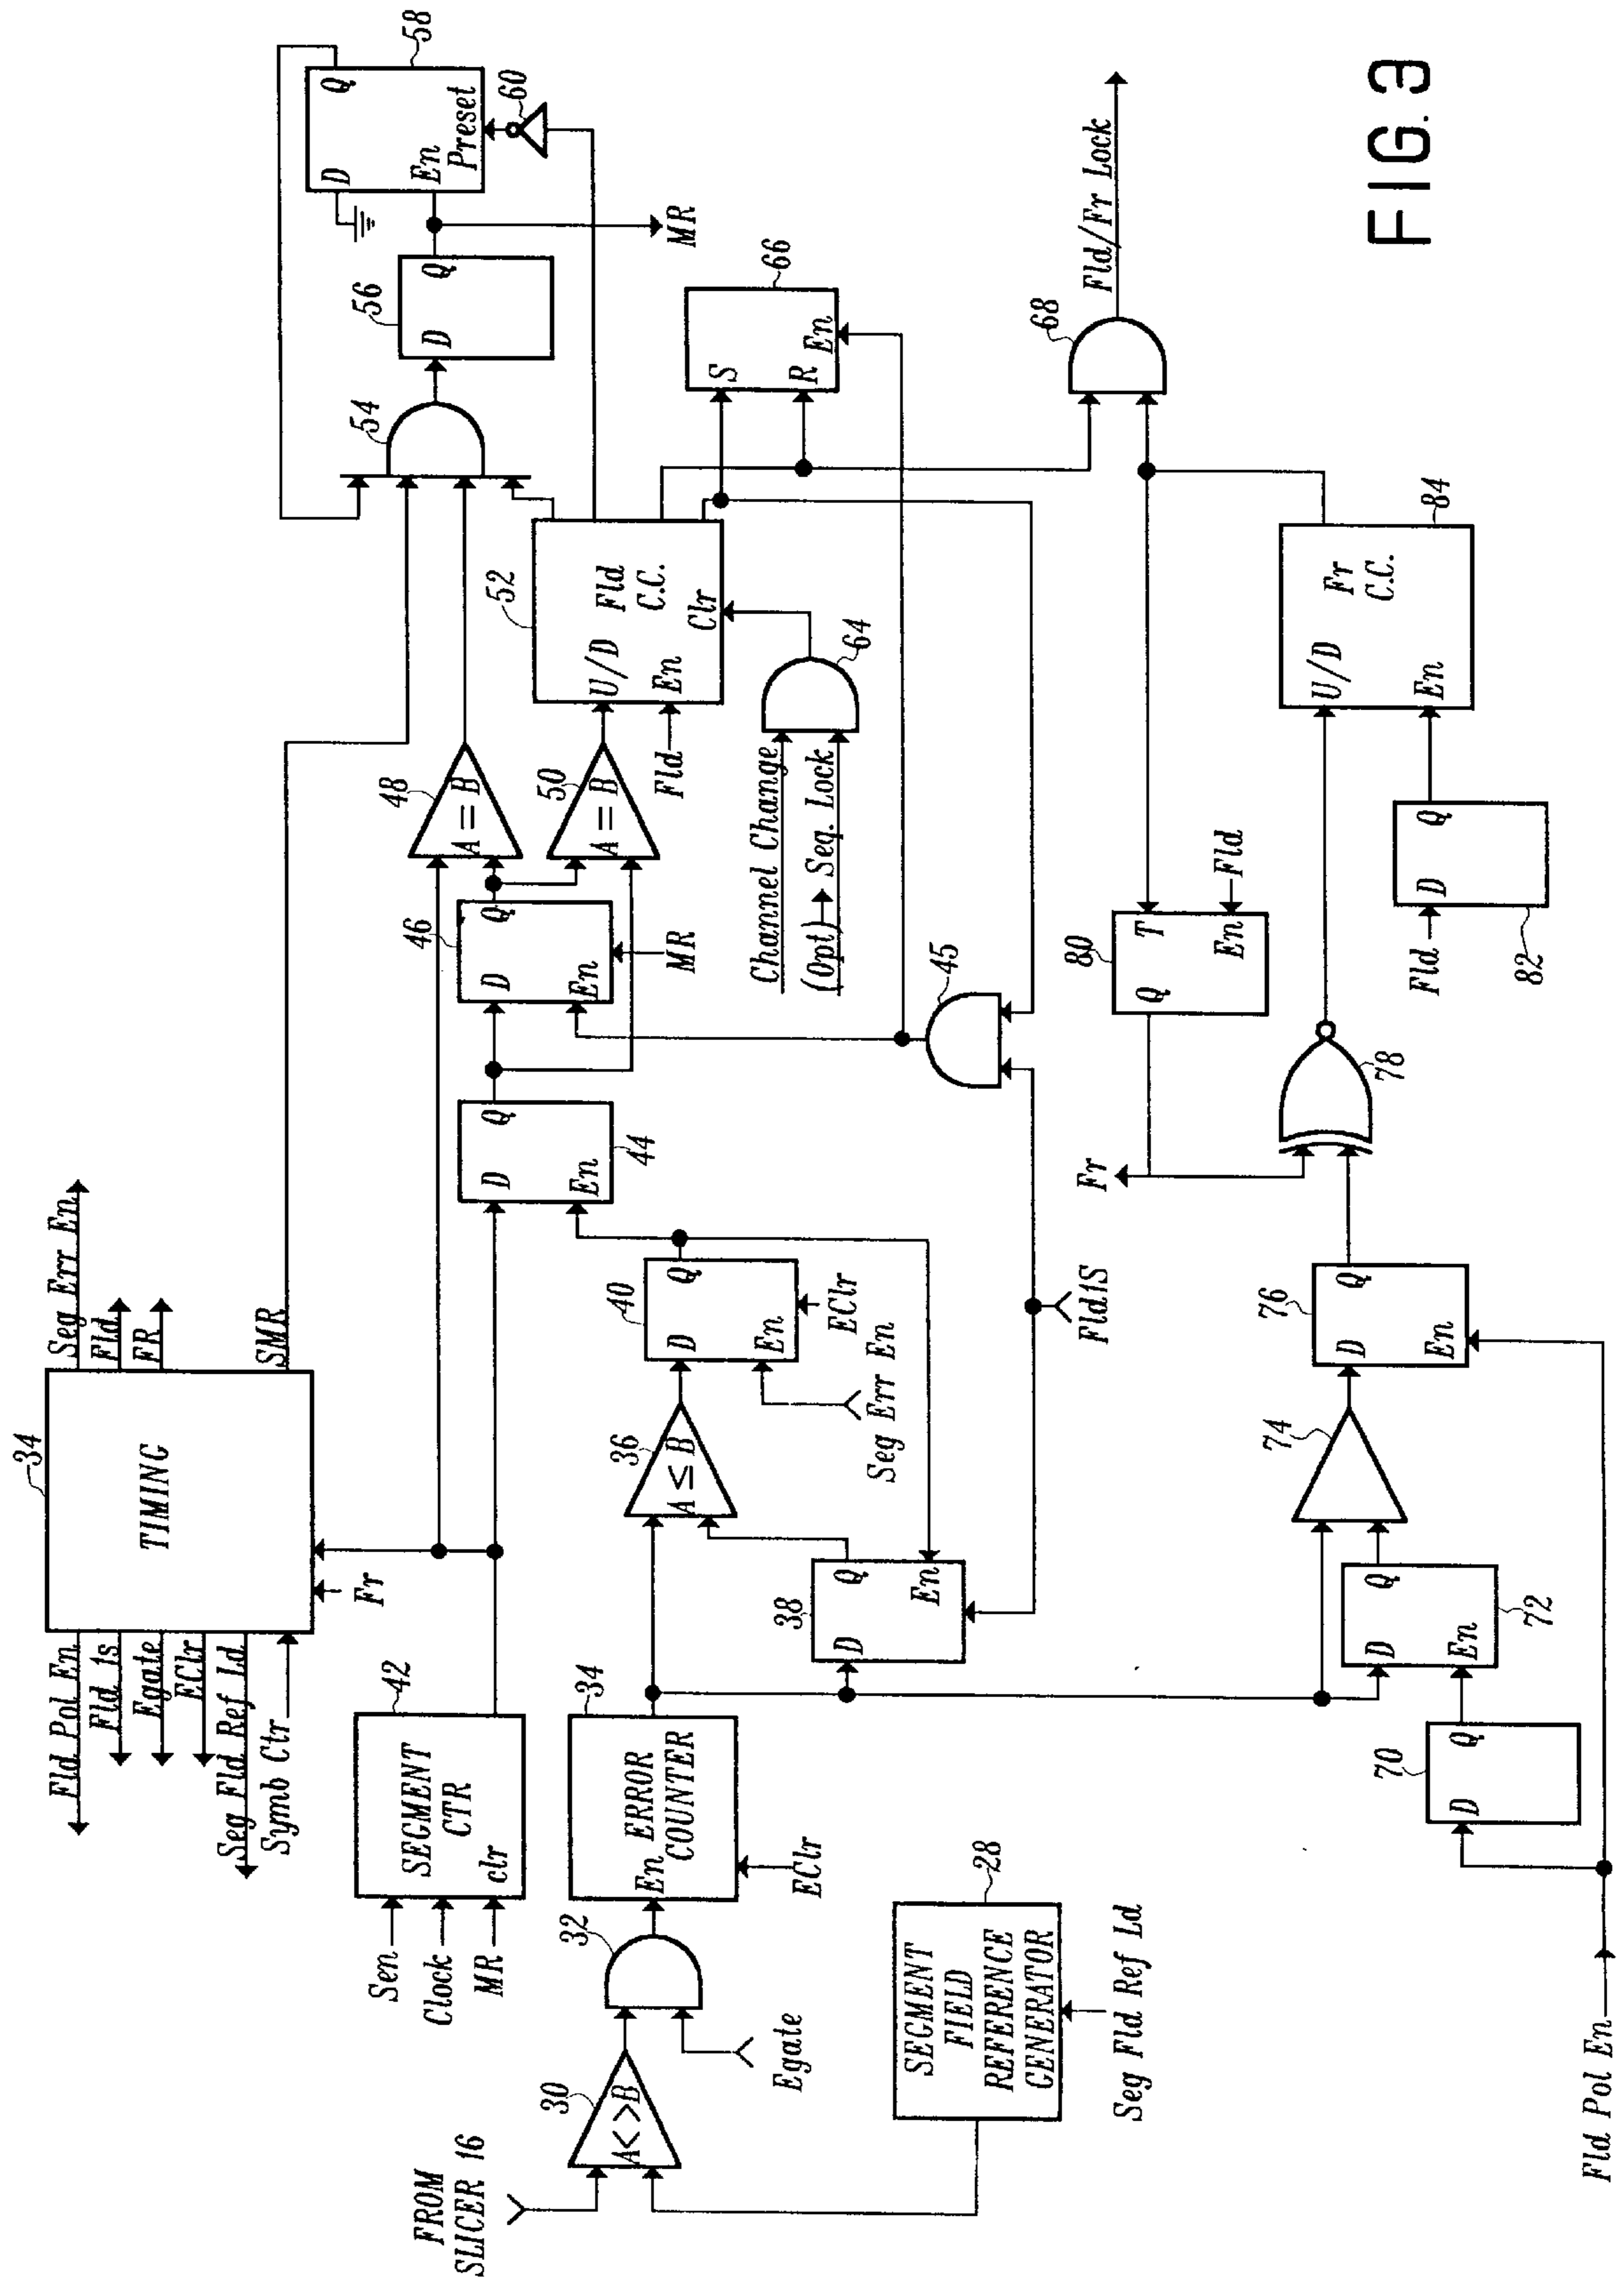 FIG. 3
34
TIMING
Fld Pol En
Fld 1s
Egate
EClr
Seg Fld Ref Ld
Symb Ctr
Seg Err En
Fld
FR
SMR
Fr
42
SEGMENT
CTR
clr
Sen
Clock
MR
FROM
SLICER 16
30
A<>B
32
Egate
34
ERROR
COUNTER
En
EClr
28
SEGMENT
FIELD
REFERENCE
GENERATOR
Seg Fld Ref Ld
36
A ≤ B
38
D
Q
En
40
D
Q
En
EClr
Seg Err En
Fld1S
44
D
Q
En
45
46
D
Q
En
MR
48
A = B
50
A = B
52
Fld
C.C.
U/D
En
Clr
Fld
54
56
D
Q
MR
58
D
Q
En
Preset
60
Channel Change
(Opt) Seq. Lock
64
66
S
R
En
68
Fld/Fr Lock
Fld Pol En
70
D
Q
72
D
Q
En
74
76
D
Q
En
78
Fr
80
Q
T
En
Fld
82
D
Q
Fld
84
Fr
C.C.
U/D
En